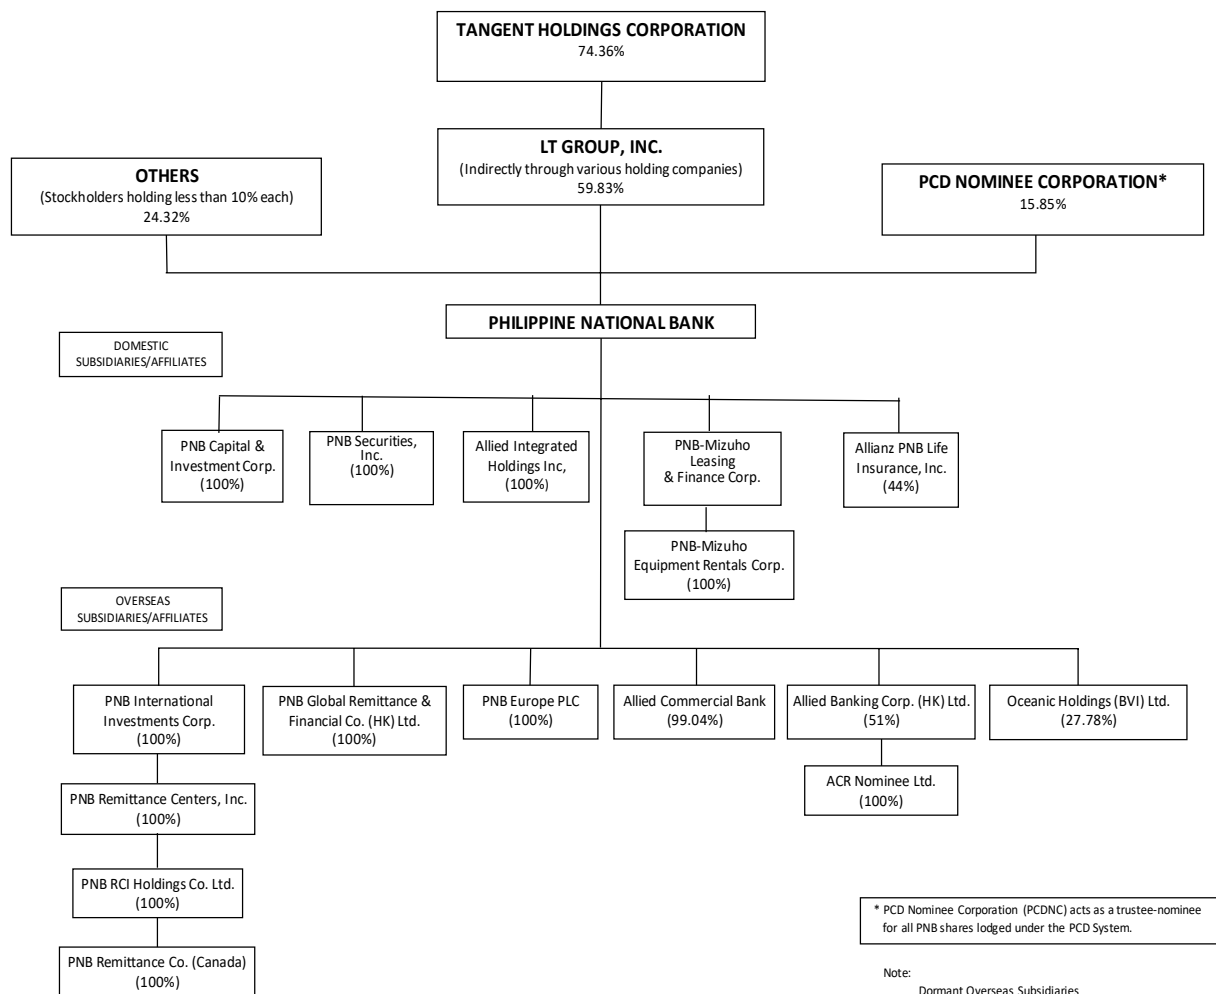 TANGENT HOLDINGS CORPORATION
74.36%
LT GROUP, INC.
(Indirectly through various holding companies)
59.83%
OTHERS
(Stockholders holding less than 10% each)
24.32%
PCD NOMINEE CORPORATION*
15.85%
PHILIPPINE NATIONAL BANK
DOMESTIC
SUBSIDIARIES/AFFILIATES
PNB Capital &
Investment Corp.
(100%)
PNB Securities,
Inc.
(100%)
Allied Integrated
Holdings Inc,
(100%)
PNB-Mizuho
Leasing
& Finance Corp.
Allianz PNB Life
Insurance, Inc.
(44%)
PNB-Mizuho
Equipment Rentals Corp.
(100%)
OVERSEAS
SUBSIDIARIES/AFFILIATES
PNB International
Investments Corp.
(100%)
PNB Global Remittance &
Financial Co. (HK) Ltd.
(100%)
PNB Europe PLC
(100%)
Allied Commercial Bank
(99.04%)
Allied Banking Corp. (HK) Ltd.
(51%)
Oceanic Holdings (BVI) Ltd.
(27.78%)
PNB Remittance Centers, Inc.
(100%)
ACR Nominee Ltd.
(100%)
PNB RCI Holdings Co. Ltd.
(100%)
PNB Remittance Co. (Canada)
(100%)
* PCD Nominee Corporation (PCDNC) acts as a trustee-nominee
for all PNB shares lodged under the PCD System.
Note:
Dormant Overseas Subsidiaries